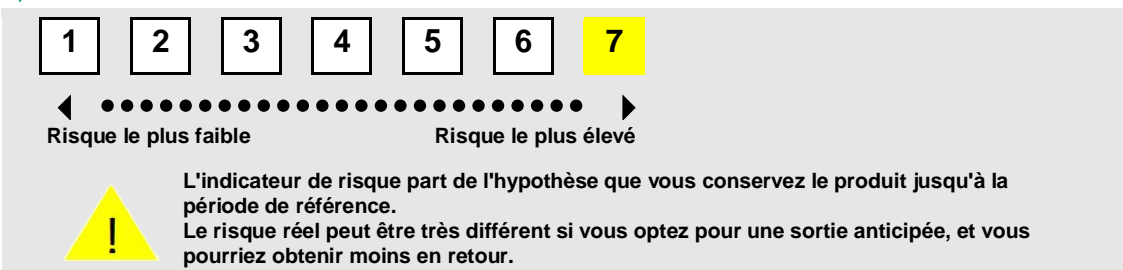 1 2 3 4 5 6 7
Risque le plus faible Risque le plus élevé
!
L'indicateur de risque part de l'hypothèse que vous conservez le produit jusqu'à la
période de référence.
Le risque réel peut être très différent si vous optez pour une sortie anticipée, et vous
pourriez obtenir moins en retour.